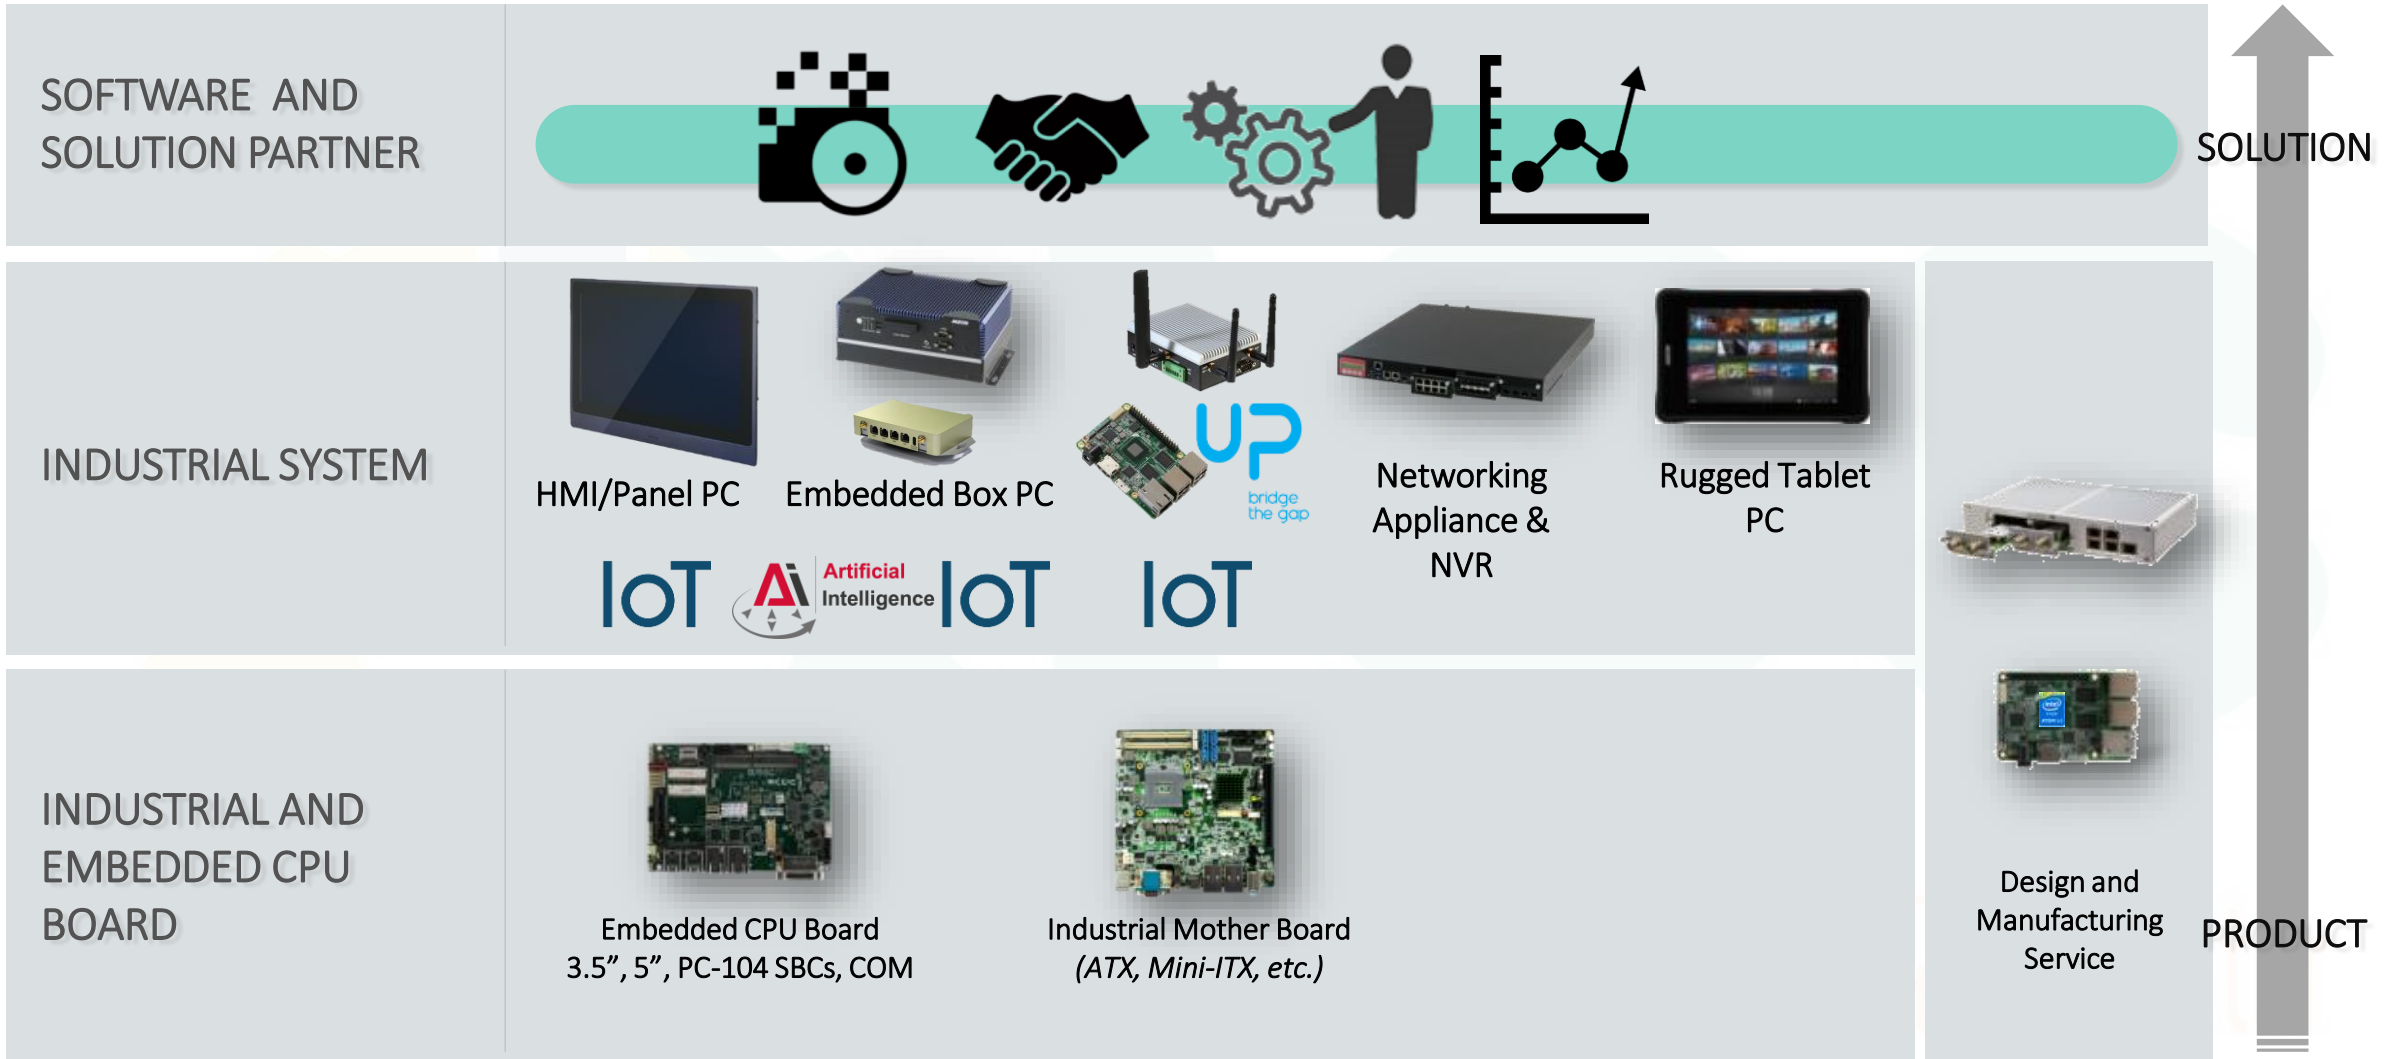 SOFTWARE AND
SOLUTION PARTNER
SOLUTION
INDUSTRIAL SYSTEM
HMI/Panel PC
Embedded Box PC
UP
bridge
the gap
Networking
Appliance &
NVR
Rugged Tablet
PC
IoT
Ai
Artificial
Intelligence
IoT
IoT
INDUSTRIAL AND
EMBEDDED CPU
BOARD
Embedded CPU Board
3.5”, 5”, PC-104 SBCs, COM
Industrial Mother Board
(ATX, Mini-ITX, etc.)
Design and
Manufacturing
Service
PRODUCT